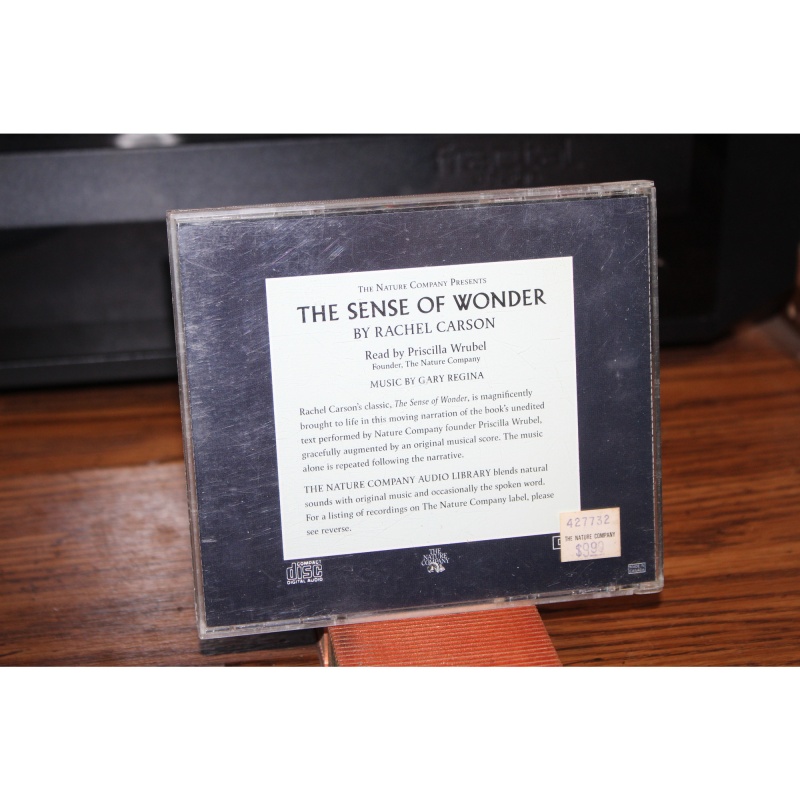 THE NATURE COMPANY PRESENTS
THE SENSE OF WONDER
BY RACHEL CARSON
Read by Priscilla Wrubel
Founder, The Nature Company
MUSIC BY GARY REGINA
Rachel Carson's classic, The Sense of Wonder, is magnificently
brought to life in this moving narration of the book's unedited
text performed by Nature Company founder Priscilla Wrubel,
gracefully augmented by an original musical score. The music
alone is repeated following the narrative.
THE NATURE COMPANY AUDIO LIBRARY blends natural
sounds with original music and occasionally the spoken word.
For a listing of recordings on The Nature Company label, please
see reverse.
427732
THE NATURE COMPANY
$9.99
COMPACT
disc
DIGITAL AUDIO
THE
NATURE
COMPANY